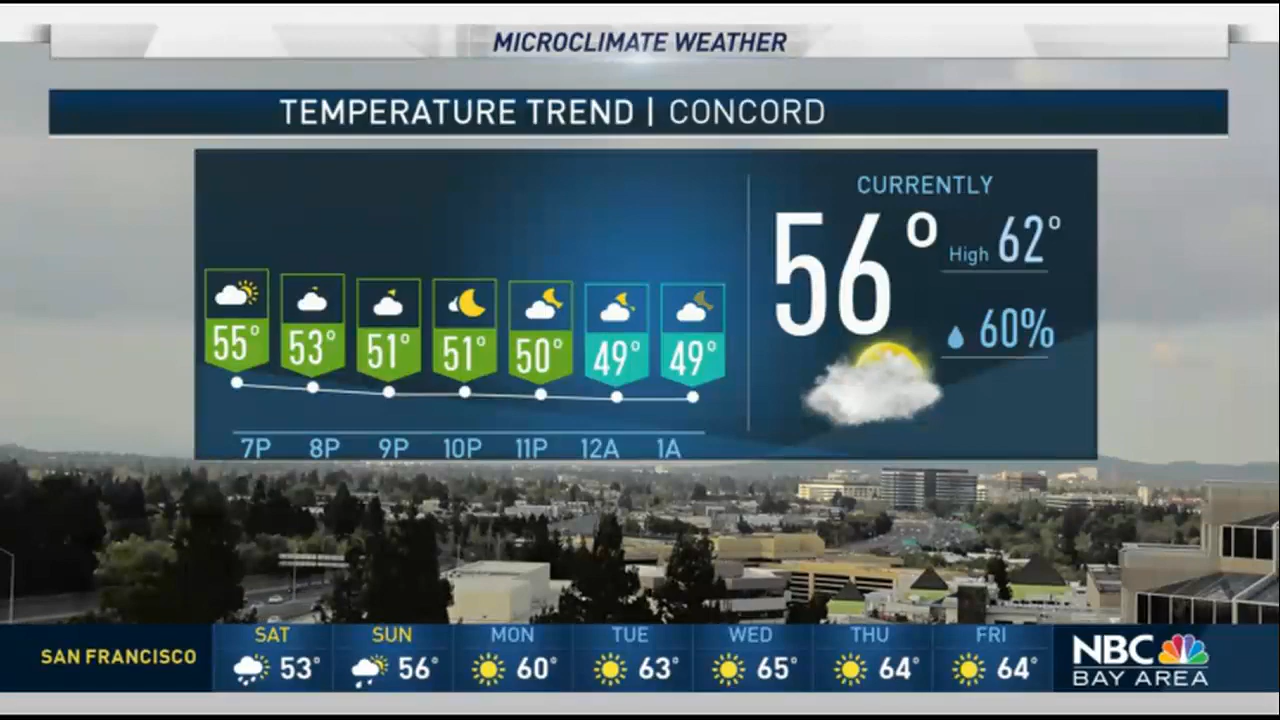 MICROCLIMATE WEATHER
TEMPERATURE TREND | CONCORD
CURRENTLY
56°
High 62°
60%
55° 53° 51° 51° 50° 49° 49°
7P 8P 9P 10P 11P 12A 1A
SAN FRANCISCO
SAT SUN MON TUE WED THU FRI
53° 56° 60° 63° 65° 64° 64°
NBC
BAY AREA